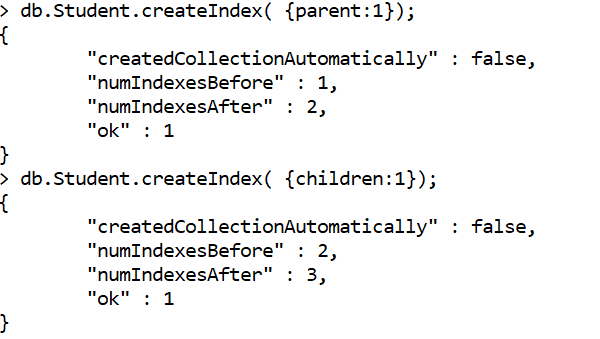 > db.Student.createIndex( {parent:1});
{
        "createdCollectionAutomatically" : false,
        "numIndexesBefore" : 1,
        "numIndexesAfter" : 2,
        "ok" : 1
}
> db.Student.createIndex( {children:1});
{
        "createdCollectionAutomatically" : false,
        "numIndexesBefore" : 2,
        "numIndexesAfter" : 3,
        "ok" : 1
}